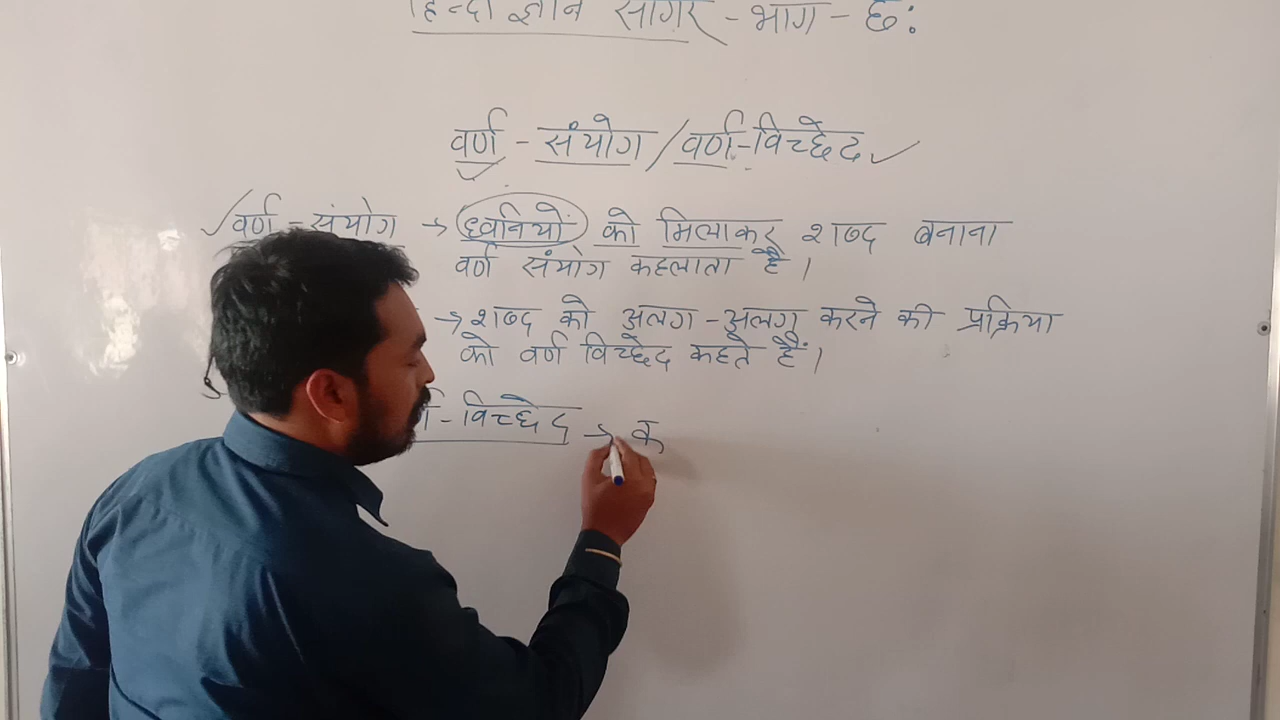 हिन्दी ज्ञान सागर - भाग - छ:
वर्ण - संयोग / वर्ण-विच्छेद
वर्ण - संयोग → ध्वनियों को मिलाकर शब्द बनाना
वर्ण संयोग कहलाता है।
→ शब्द को अलग - अलग करने की प्रक्रिया
को वर्ण विच्छेद कहते हैं।
- विच्छेद → क